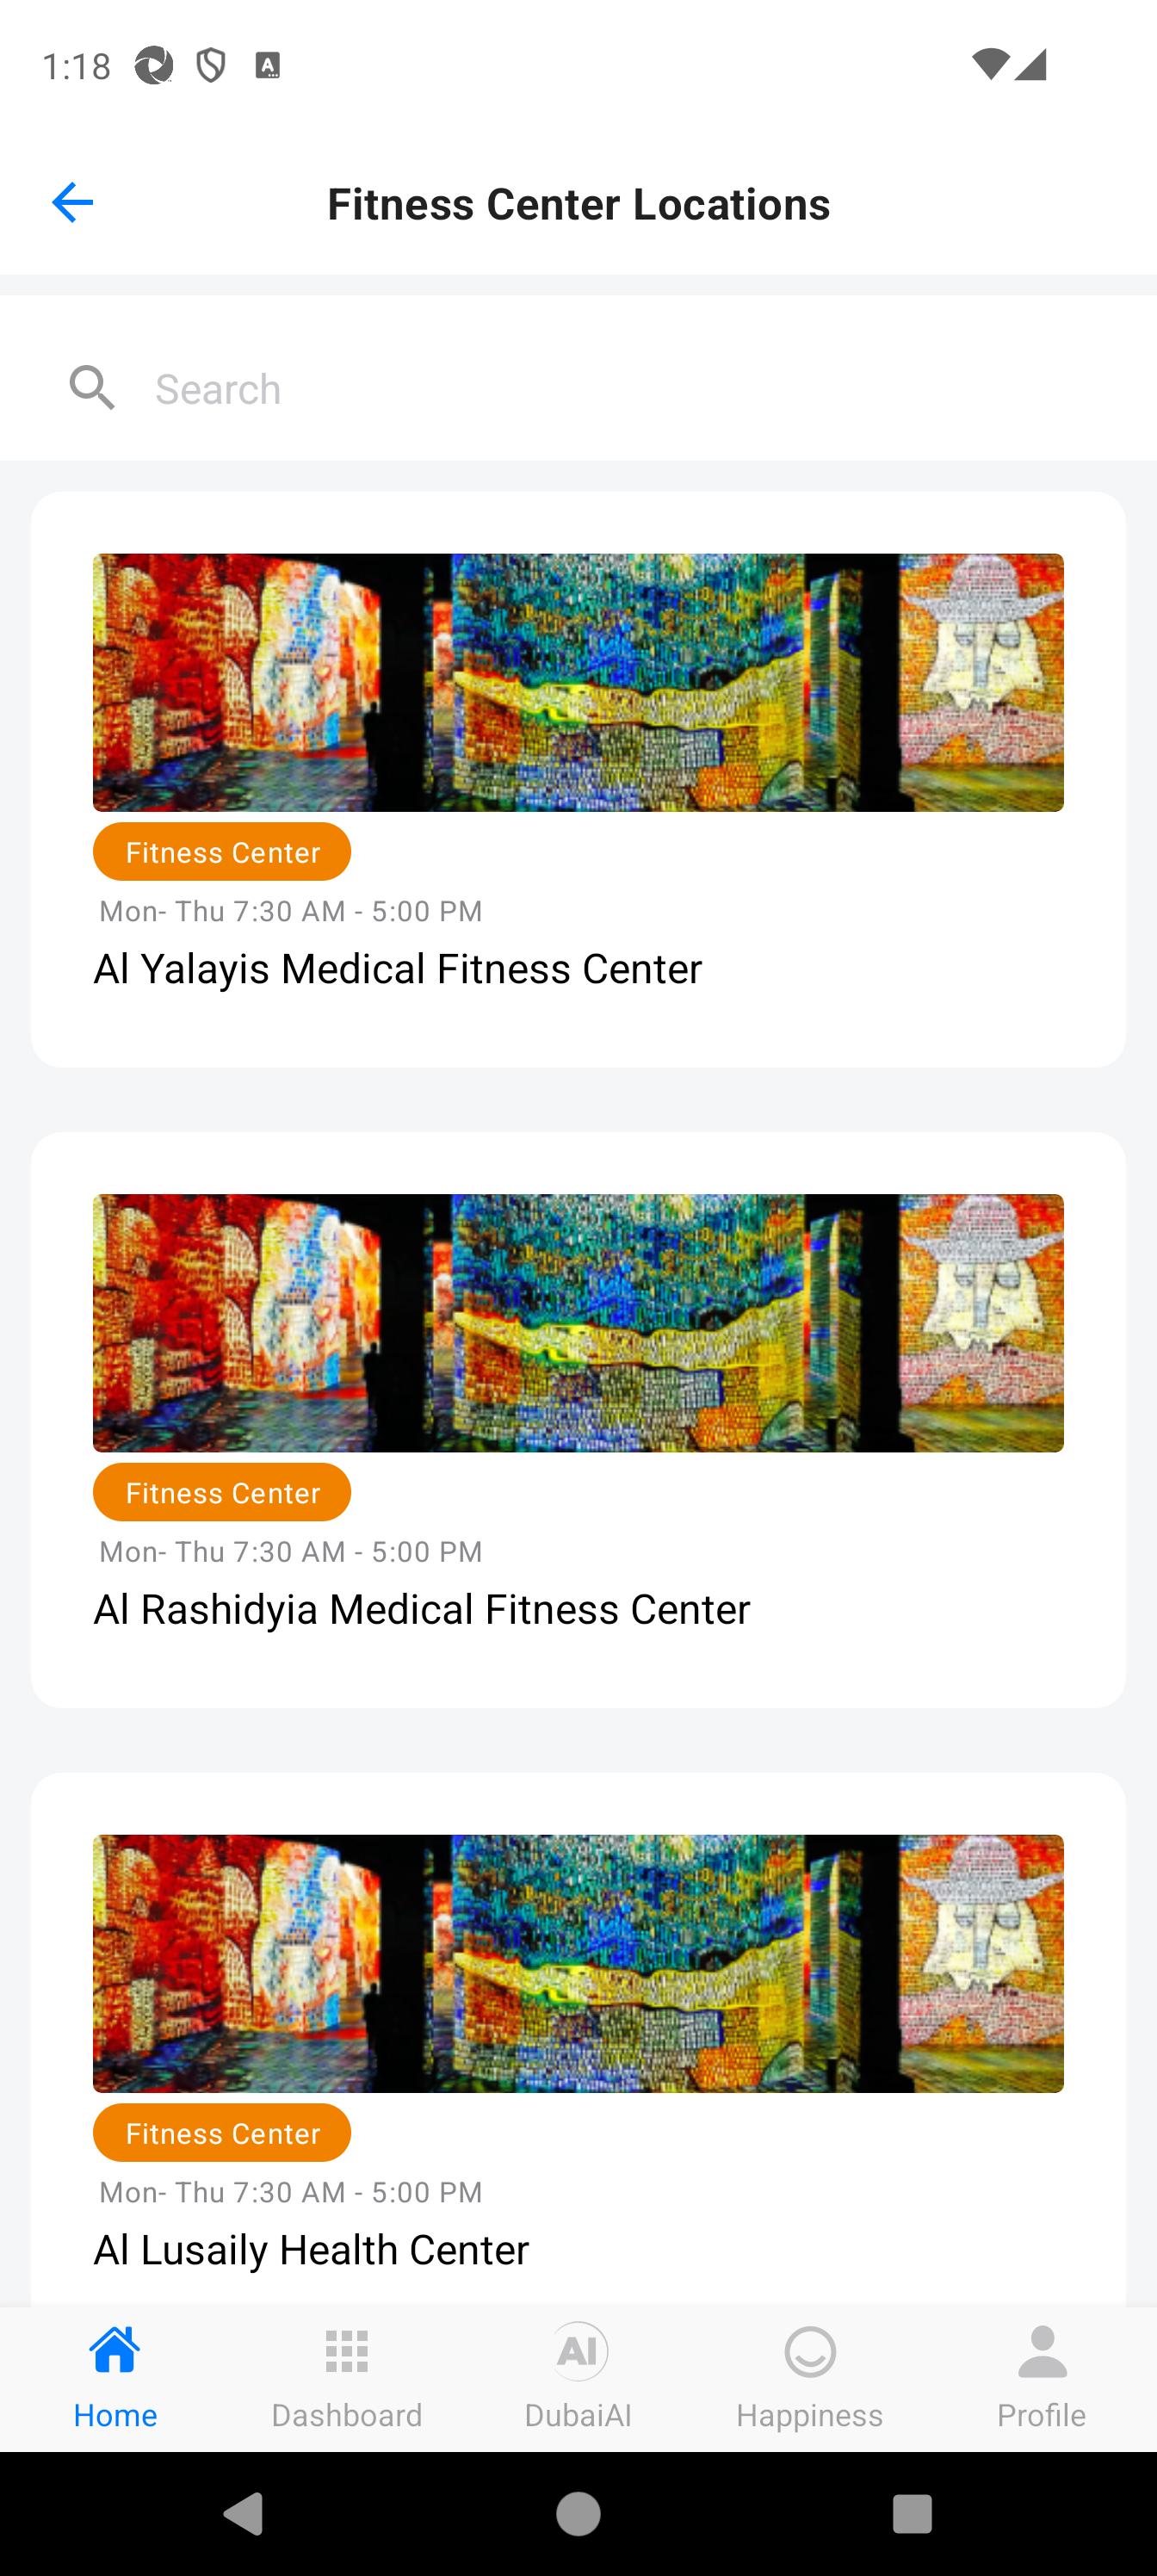 1:18
Fitness Center Locations
Search
Fitness Center
Mon- Thu 7:30 AM - 5:00 PM
Al Yalayis Medical Fitness Center
Fitness Center
Mon- Thu 7:30 AM - 5:00 PM
Al Rashidyia Medical Fitness Center
Fitness Center
Mon- Thu 7:30 AM - 5:00 PM
Al Lusaily Health Center
AI
Home Dashboard DubaiAI Happiness Profile